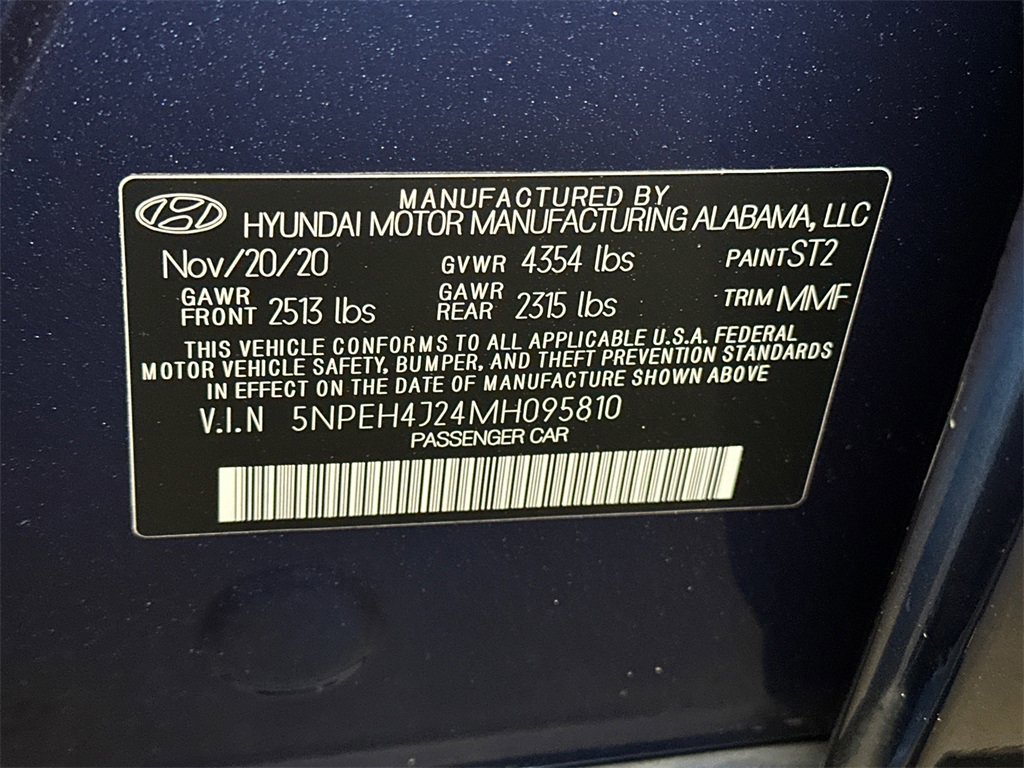 MANUFACTURED BY
HYUNDAI MOTOR MANUFACTURING ALABAMA, LLC
Nov/20/20 GVWR 4354 lbs PAINT ST2
GAWR FRONT 2513 lbs GAWR REAR 2315 lbs TRIM MMF
THIS VEHICLE CONFORMS TO ALL APPLICABLE U.S.A. FEDERAL
MOTOR VEHICLE SAFETY, BUMPER, AND THEFT PREVENTION STANDARDS
IN EFFECT ON THE DATE OF MANUFACTURE SHOWN ABOVE
V.I.N 5NPEH4J24MH095810
PASSENGER CAR